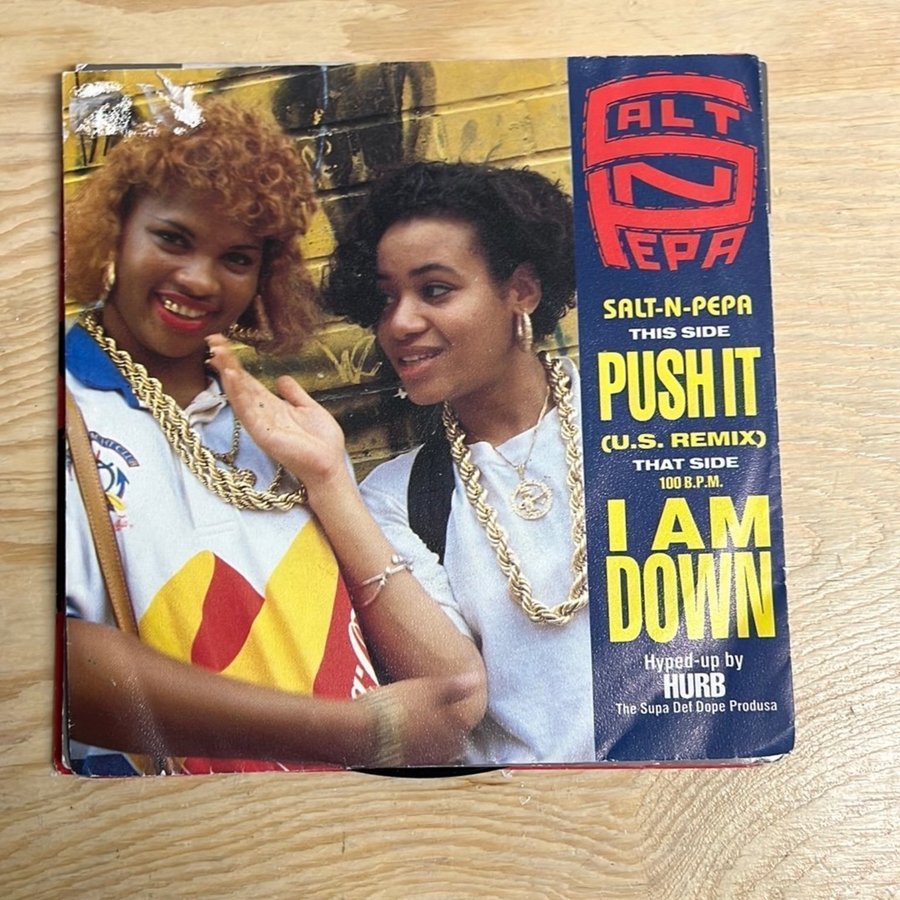 SALT
N
PEPA
SALT-N-PEPA
THIS SIDE
PUSH IT
(U.S. REMIX)
THAT SIDE
100 B.P.M.
I AM
DOWN
Hyped-up by
HURB
The Supa Def Dope Produsa